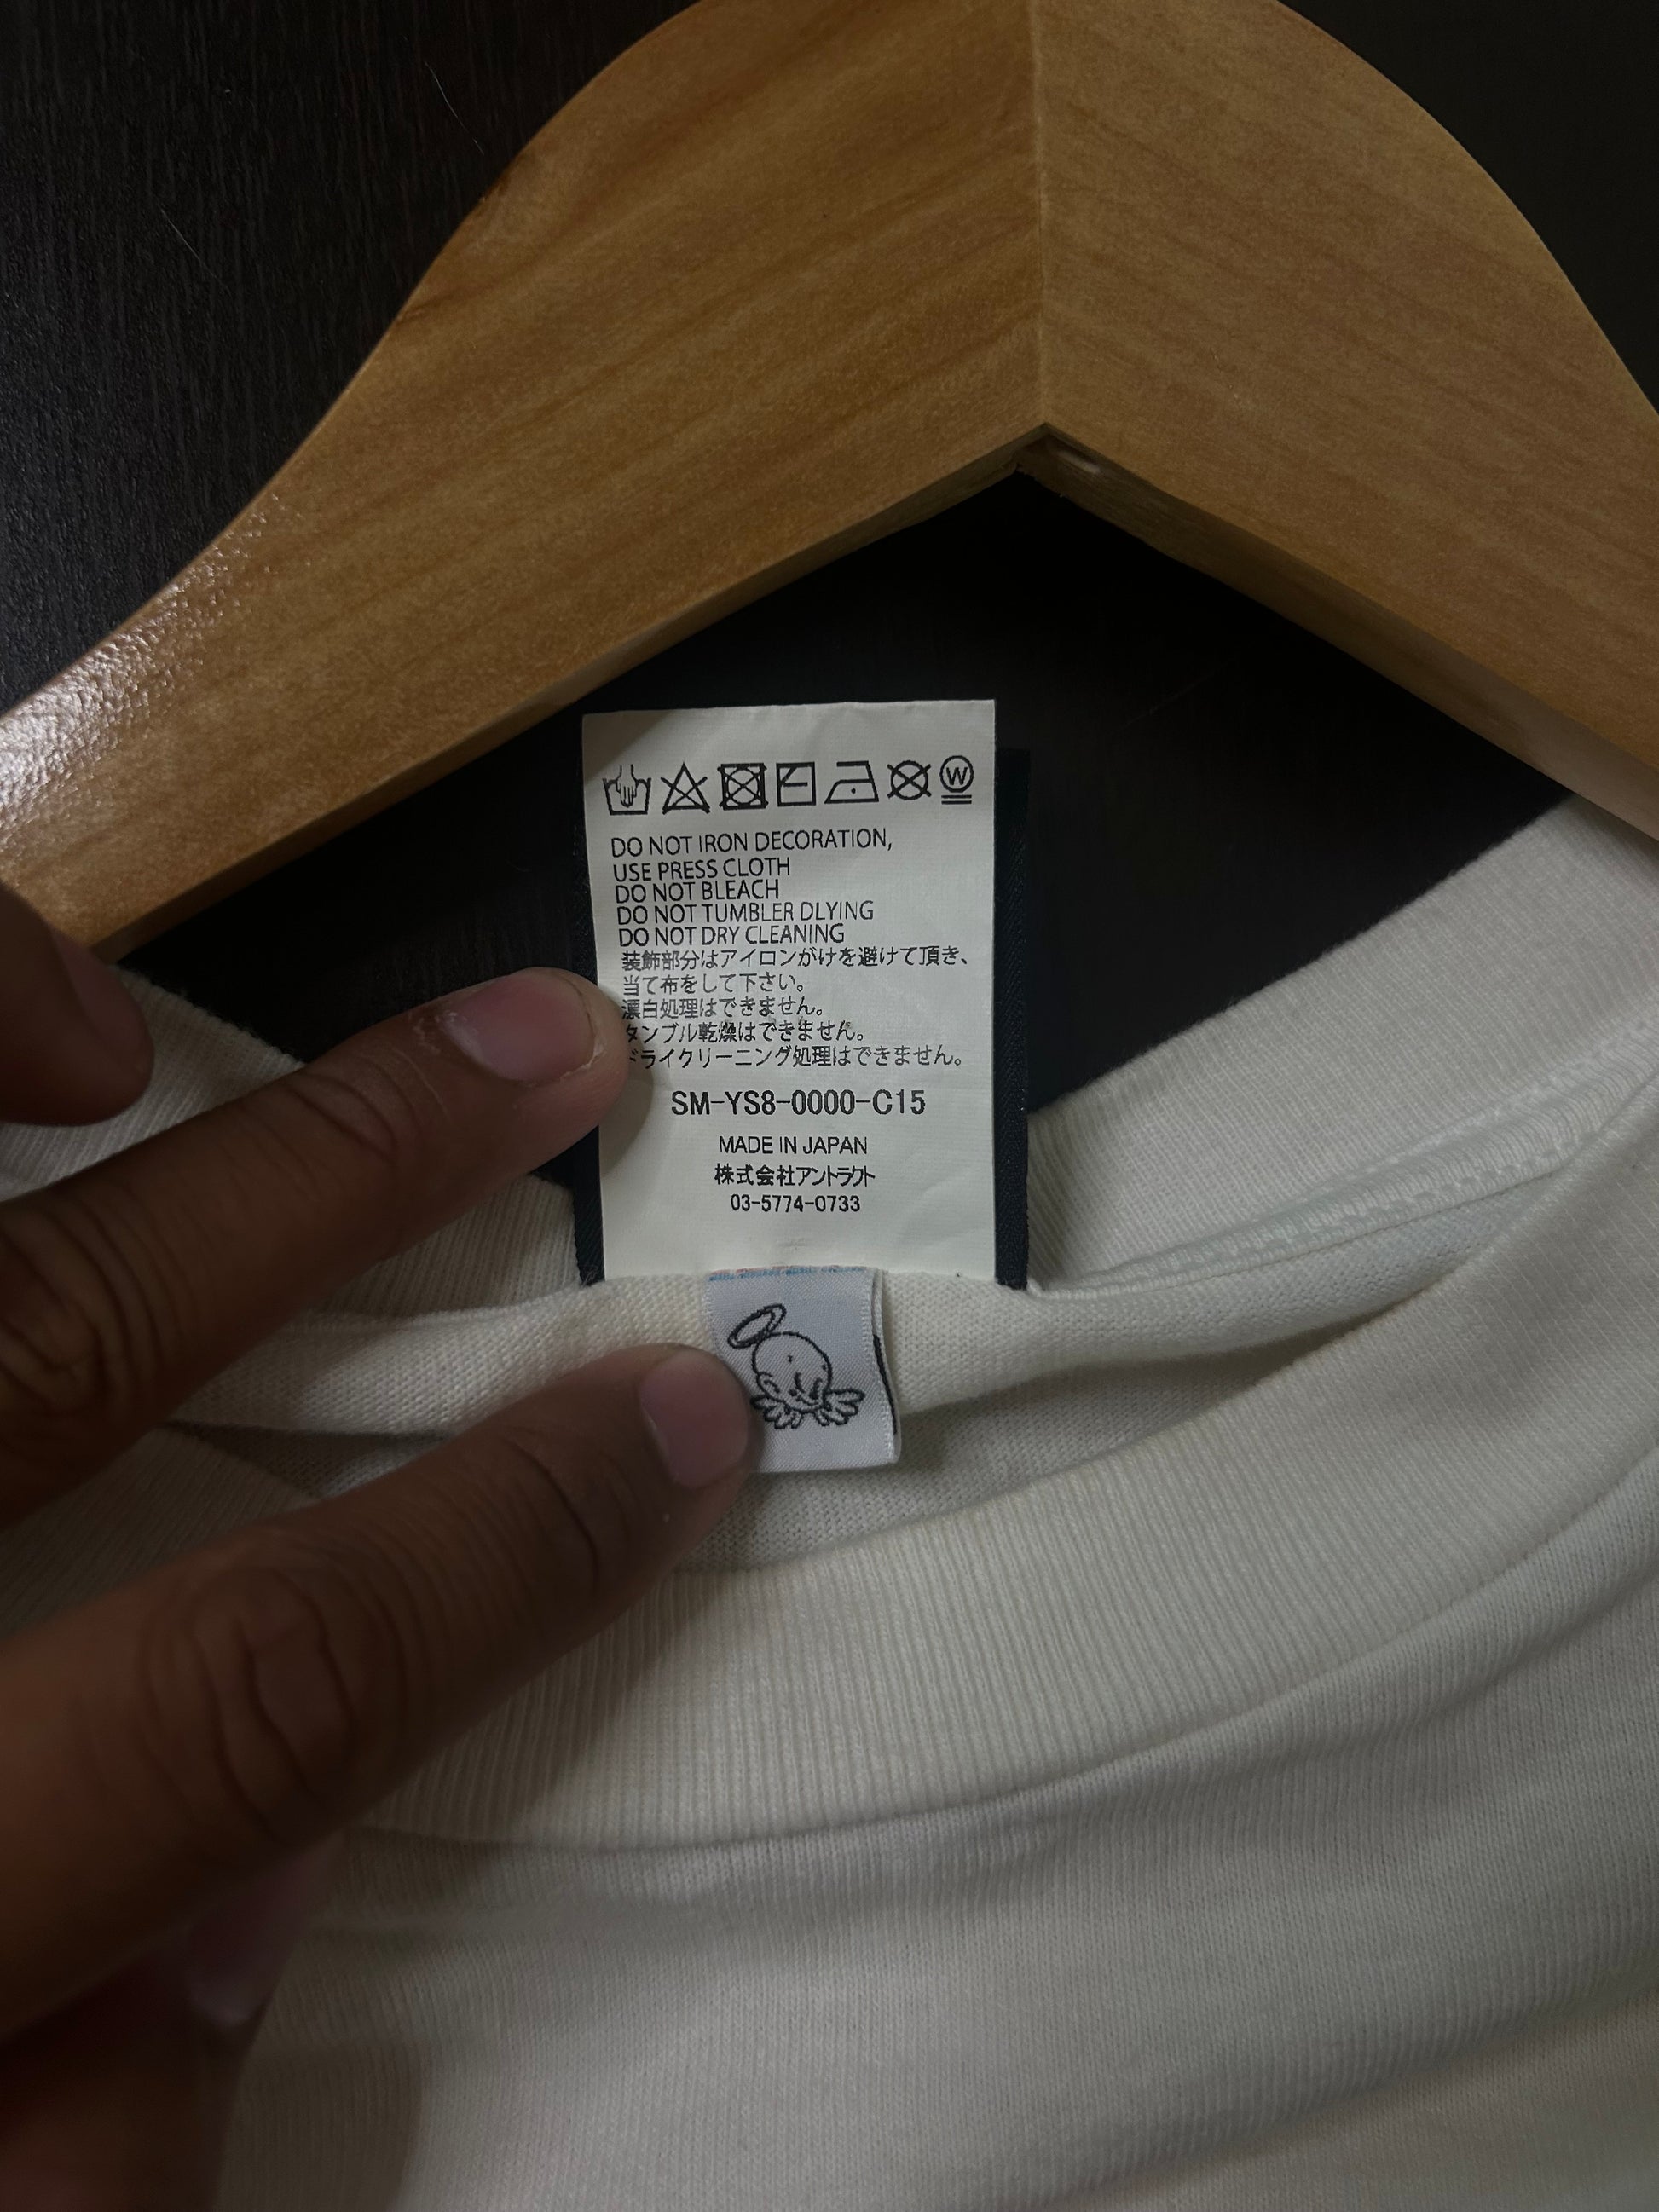 W
DO NOT IRON DECORATION,
USE PRESS CLOTH
DO NOT BLEACH
DO NOT TUMBLER DLYING
DO NOT DRY CLEANING
装飾部分はアイロンがけを避けて頂き、
当て布をして下さい。
漂白処理はできません。
タンブル乾燥はできません。
ドライクリーニング処理はできません。
SM-YS8-0000-C15
MADE IN JAPAN
株式会社アントラクト
03-5774-0733